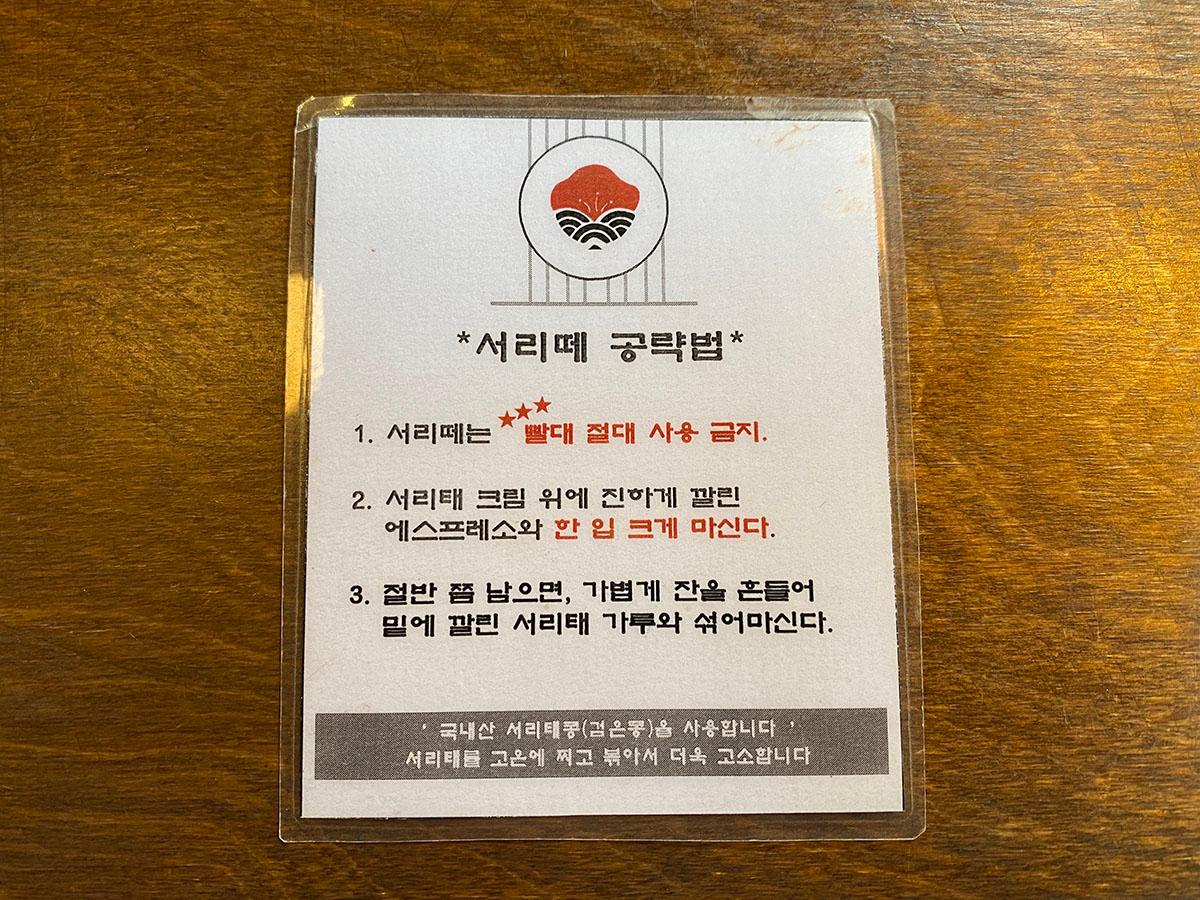 *서리떼 공략법*
1. 서리떼는 ★★★ 빨대 절대 사용 금지.
2. 서리태 크림 위에 진하게 깔린
에스프레소와 한 입 크게 마신다.
3. 절반 쯤 남으면, 가볍게 잔을 흔들어
밑에 깔린 서리태 가루와 섞어마신다.
' 국내산 서리태콩(검은콩)을 사용합니다 '
서리태를 고온에 찌고 볶아서 더욱 고소합니다